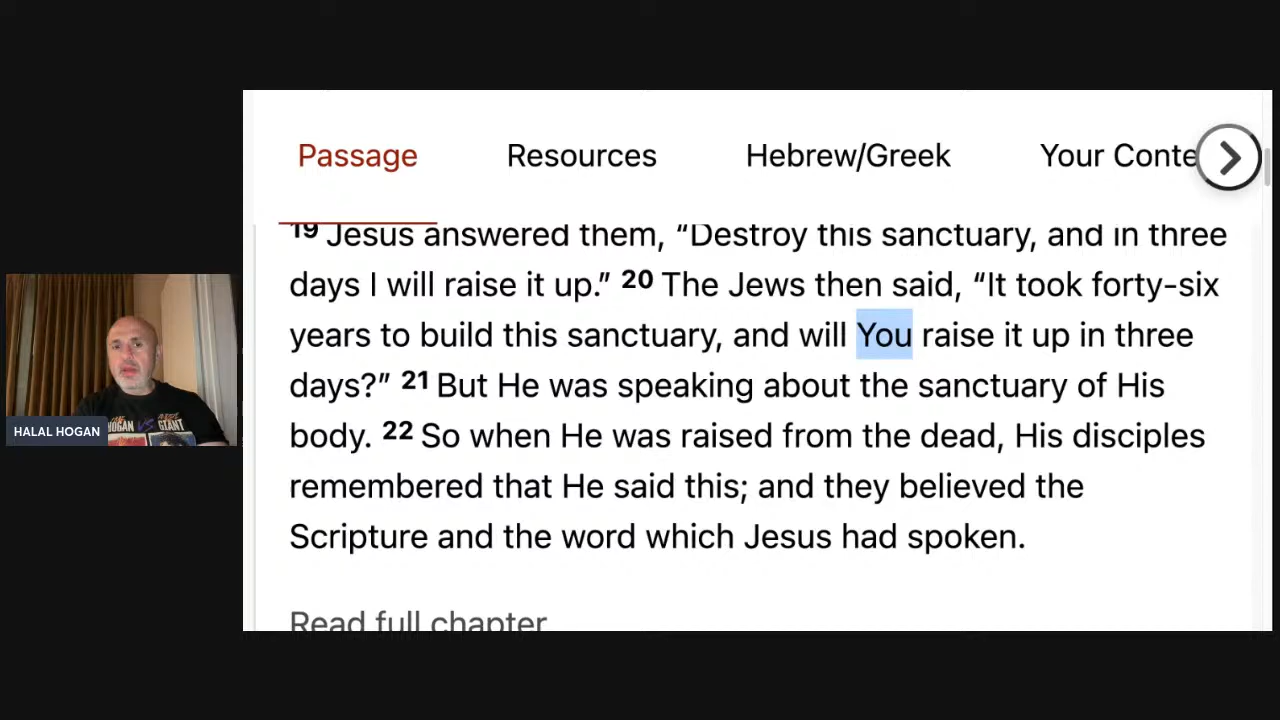 Passage
Resources
Hebrew/Greek
Your Conte
19 Jesus answered them, “Destroy this sanctuary, and in three
days I will raise it up.” 20 The Jews then said, “It took forty-six
years to build this sanctuary, and will You raise it up in three
days?” 21 But He was speaking about the sanctuary of His
body. 22 So when He was raised from the dead, His disciples
remembered that He said this; and they believed the
Scripture and the word which Jesus had spoken.
Read full chapter
HOGAN VS
GIANT
HALAL HOGAN